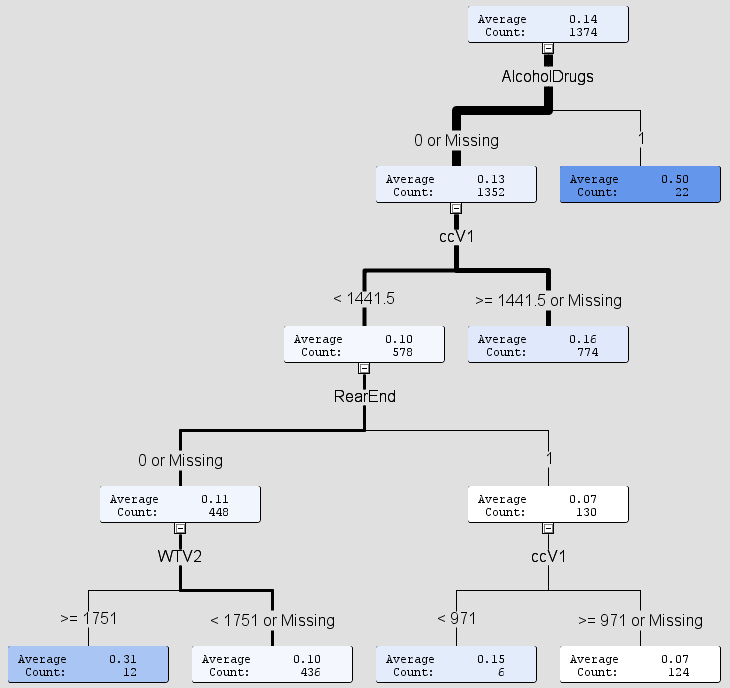 Average 0.14
Count: 1374
AlcoholDrugs
0 or Missing
1
Average 0.13
Count: 1352
Average 0.50
Count: 22
ccV1
< 1441.5
>= 1441.5 or Missing
Average 0.10
Count: 578
Average 0.16
Count: 774
RearEnd
0 or Missing
1
Average 0.11
Count: 448
Average 0.07
Count: 130
WTV2
ccV1
>= 1751
< 1751 or Missing
< 971
>= 971 or Missing
Average 0.31
Count: 12
Average 0.10
Count: 436
Average 0.15
Count: 6
Average 0.07
Count: 124